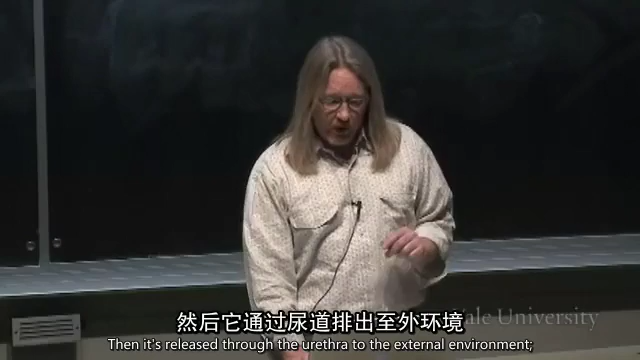 然后它通过尿道排出至外环境
Yale University
Then it's released through the urethra to the external environment;